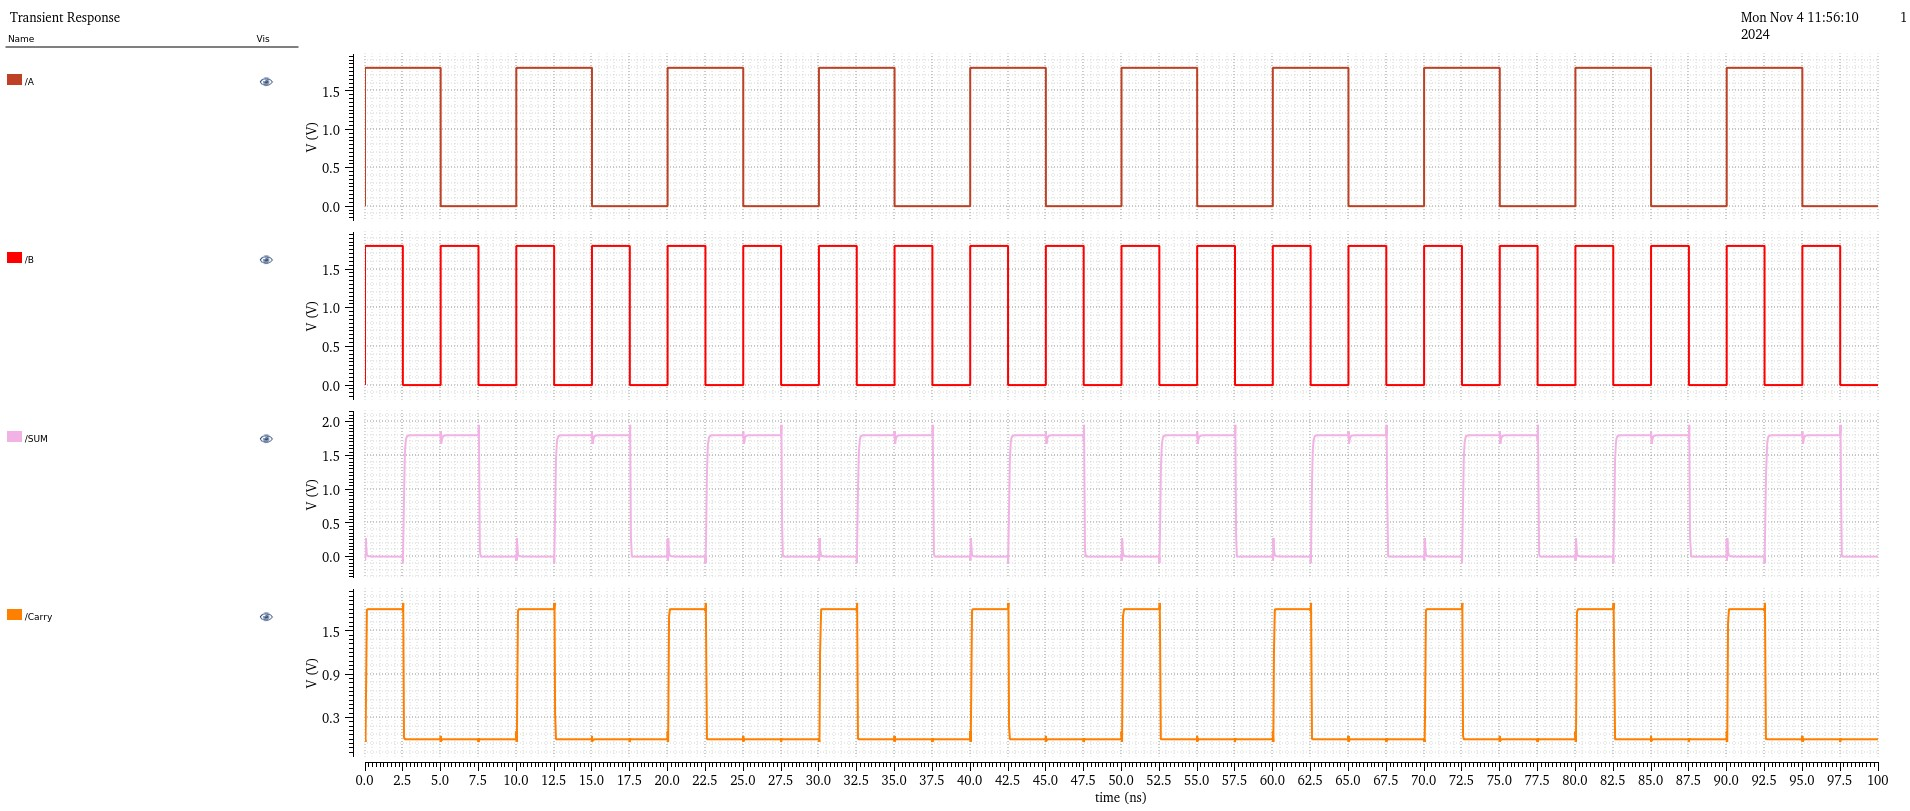 Transient Response
Mon Nov 4 11:56:10 1
2024
Name Vis
/A
1.5
1.0
0.5
0.0
V (V)
/B
1.5
1.0
0.5
0.0
V (V)
/SUM
2.0
1.5
1.0
0.5
0.0
V (V)
/Carry
1.5
0.9
0.3
V (V)
0.0 2.5 5.0 7.5 10.0 12.5 15.0 17.5 20.0 22.5 25.0 27.5 30.0 32.5 35.0 37.5 40.0 42.5 45.0 47.5 50.0 52.5 55.0 57.5 60.0 62.5 65.0 67.5 70.0 72.5 75.0 77.5 80.0 82.5 85.0 87.5 90.0 92.5 95.0 97.5 100
time (ns)